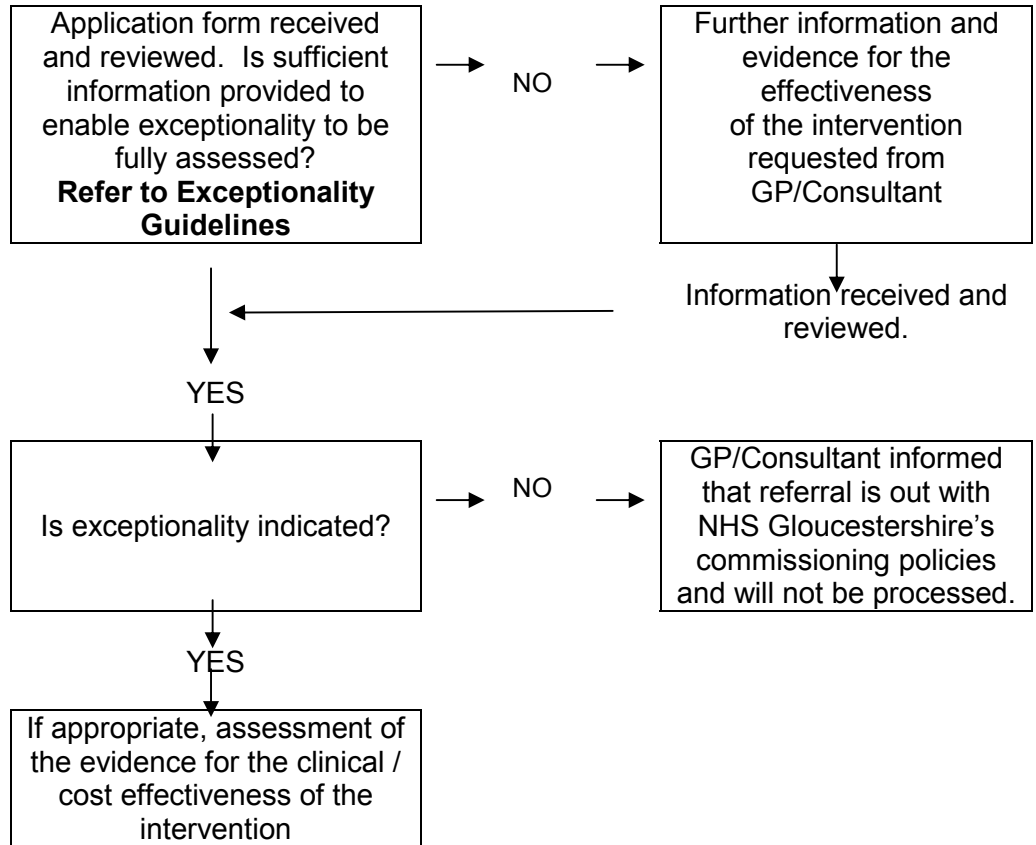 Application form received
and reviewed.  Is sufficient
information provided to
enable exceptionality to be
fully assessed?
Refer to Exceptionality
Guidelines
NO
Further information and
evidence for the
effectiveness
of the intervention
requested from
GP/Consultant
Information received and
reviewed.
YES
Is exceptionality indicated?
NO
GP/Consultant informed
that referral is out with
NHS Gloucestershire’s
commissioning policies
and will not be processed.
YES
If appropriate, assessment of
the evidence for the clinical /
cost effectiveness of the
intervention